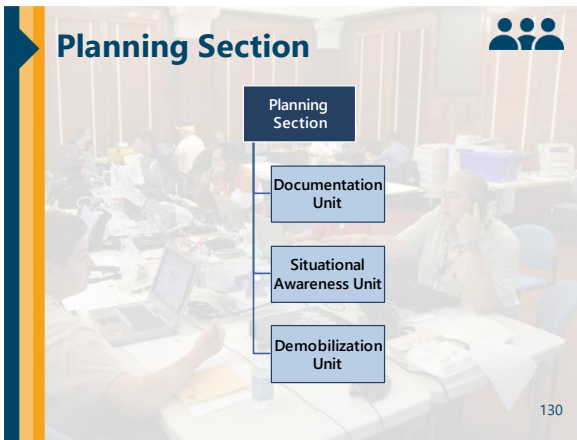 Planning Section
Planning
Section
Documentation
Unit
Situational
Awareness Unit
Demobilization
Unit
130